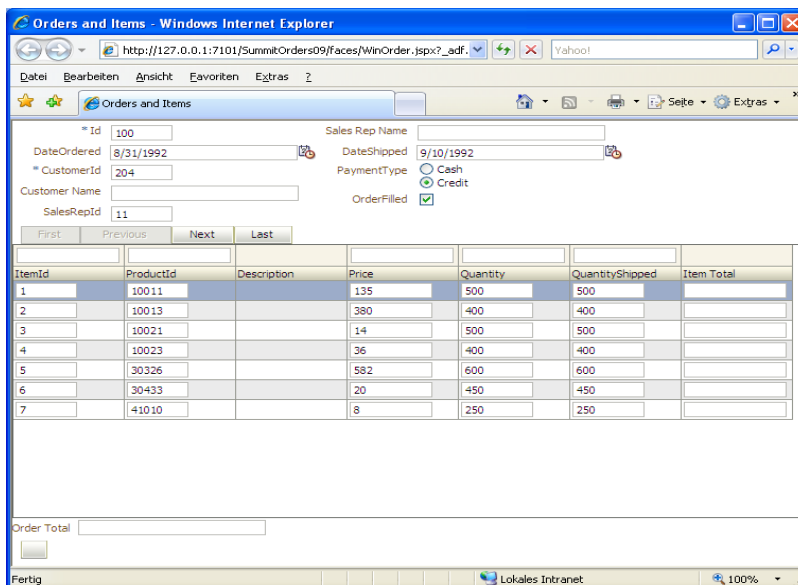 Orders and Items - Windows Internet Explorer
http://127.0.0.1:7101/SummitOrders09/faces/WinOrder.jspx?_adf. Yahoo!
Datei Bearbeiten Ansicht Favoriten Extras ?
Orders and Items Seite Extras »
* Id 100 Sales Rep Name
DateOrdered 8/31/1992 DateShipped 9/10/1992
* CustomerId 204 PaymentType Cash
Credit
Customer Name OrderFilled
SalesRepId 11
First Previous Next Last
ItemId ProductId Description Price Quantity QuantityShipped Item Total
1 10011 135 500 500
2 10013 380 400 400
3 10021 14 500 500
4 10023 36 400 400
5 30326 582 600 600
6 30433 20 450 450
7 41010 8 250 250
Order Total
Fertig Lokales Intranet 100%